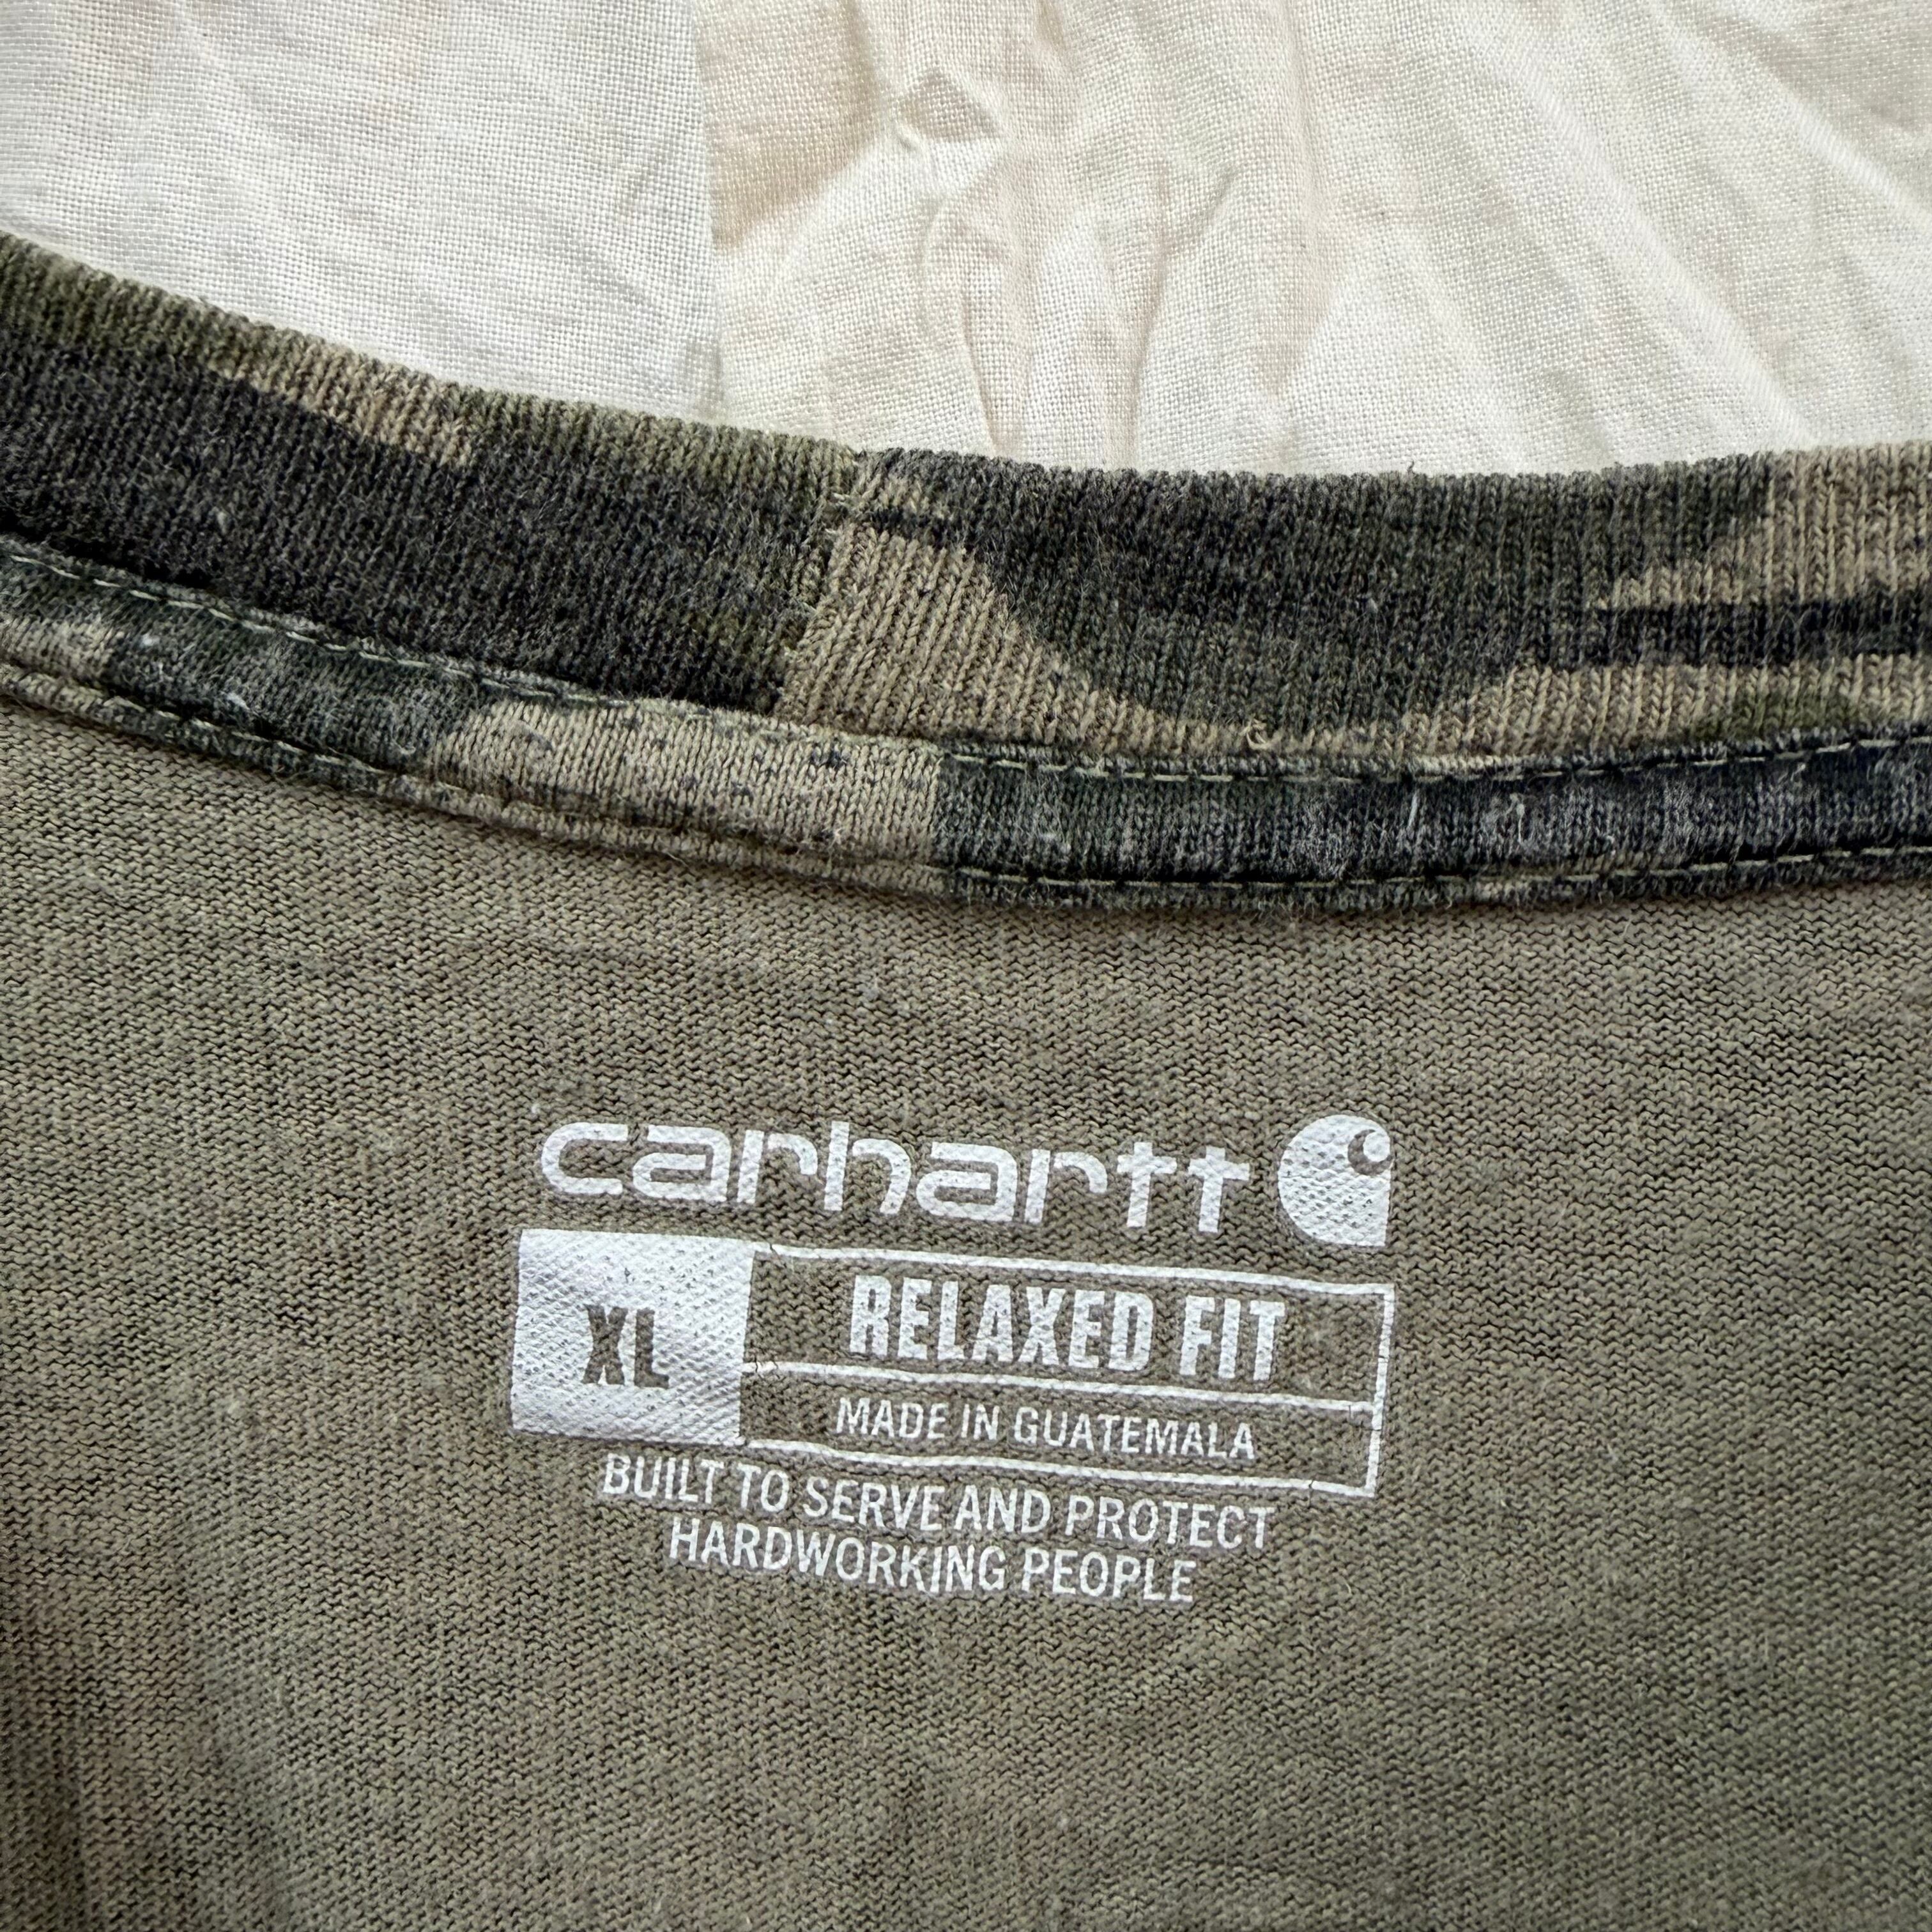 carhartt
XL
RELAXED FIT
MADE IN GUATEMALA
BUILT TO SERVE AND PROTECT
HARDWORKING PEOPLE